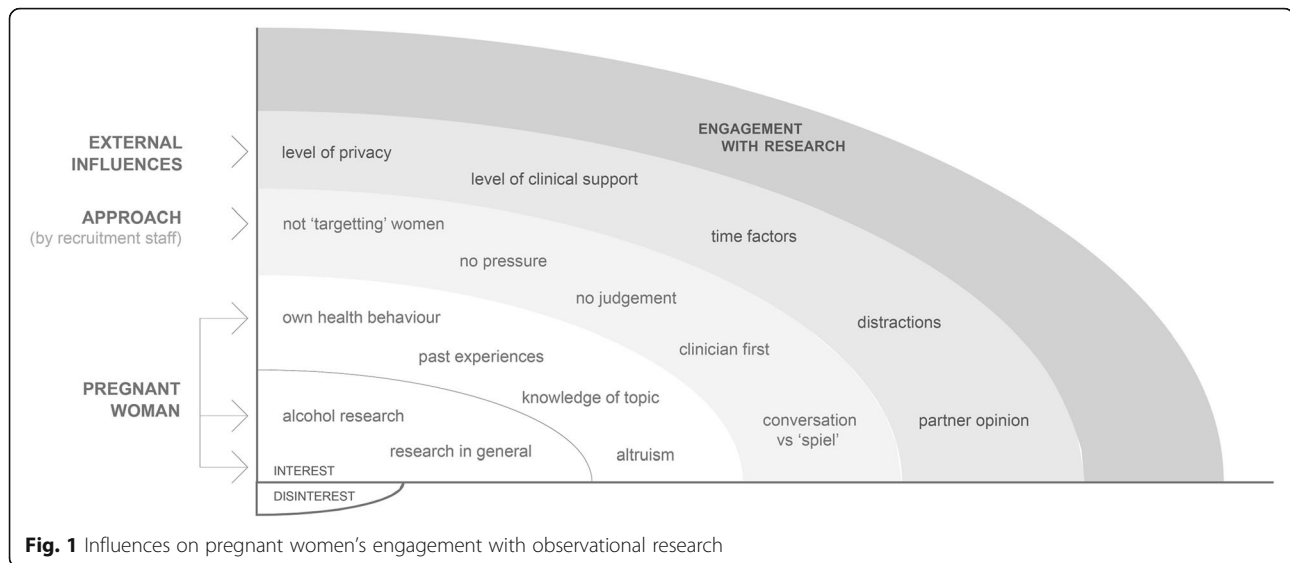 ENGAGEMENT
WITH RESEARCH
EXTERNAL
INFLUENCES
level of privacy
level of clinical support
time factors
distractions
partner opinion
APPROACH
(by recruitment staff)
not ‘targetting’ women
no pressure
no judgement
clinician first
conversation
vs ‘spiel’
PREGNANT
WOMAN
own health behaviour
past experiences
knowledge of topic
altruism
alcohol research
research in general
INTEREST
DISINTEREST
Fig. 1 Influences on pregnant women’s engagement with observational research